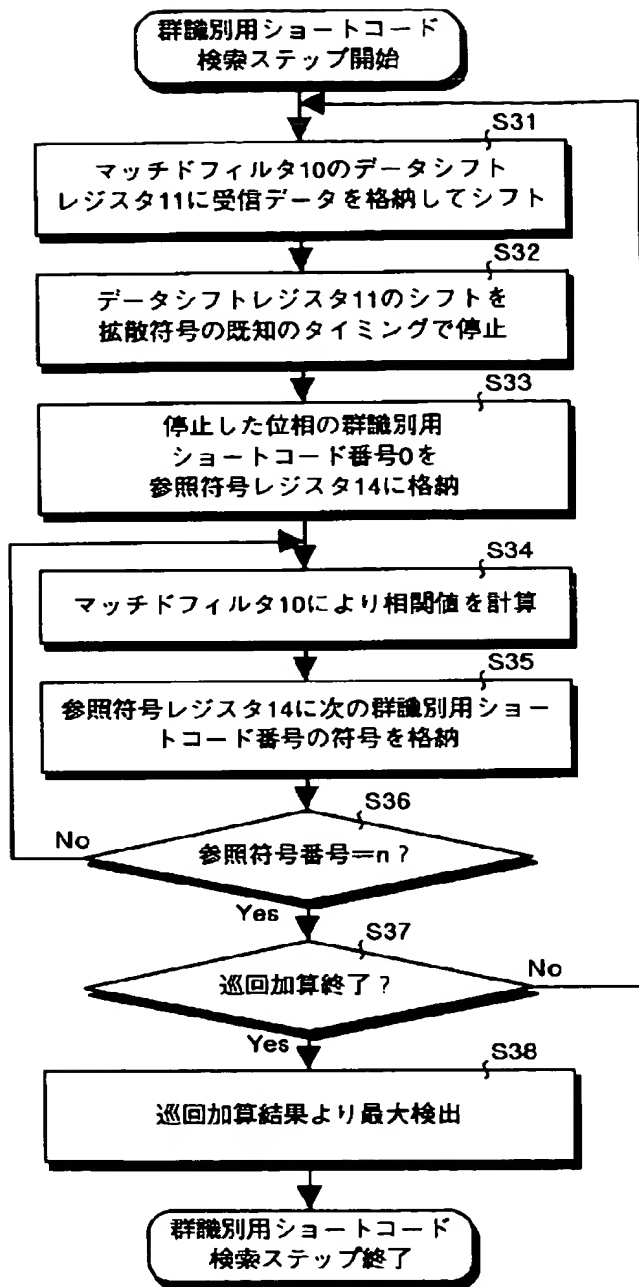 群識別用ショートコード
検索ステップ開始
S31
マッチドフィルタ10のデータシフト
レジスタ11に受信データを格納してシフト
S32
データシフトレジスタ11のシフトを
拡散符号の既知のタイミングで停止
S33
停止した位相の群識別用
ショートコード番号0を
参照符号レジスタ14に格納
S34
マッチドフィルタ10により相関値を計算
S35
参照符号レジスタ14に次の群識別用ショー
トコード番号の符号を格納
S36
No
参照符号番号=n?
Yes
S37
巡回加算終了?
No
Yes
S38
巡回加算結果より最大検出
群識別用ショートコード
検索ステップ終了